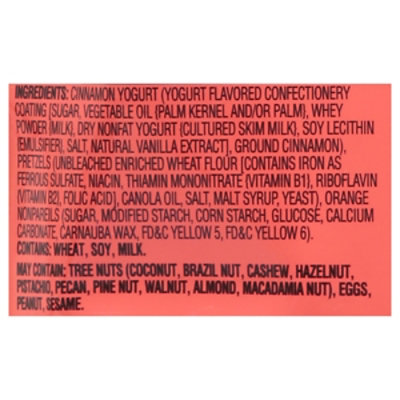 INGREDIENTS: CINNAMON YOGURT (YOGURT FLAVORED CONFECTIONERY
COATING [SUGAR, VEGETABLE OIL {PALM KERNEL AND/OR PALM}, WHEY
POWDER {MILK}, DRY NONFAT YOGURT {CULTURED SKIM MILK}, SOY LECITHIN
{EMULSIFIER}, SALT, NATURAL VANILLA EXTRACT], GROUND CINNAMON),
PRETZELS (UNBLEACHED ENRICHED WHEAT FLOUR [CONTAINS IRON AS
FERROUS SULFATE, NIACIN, THIAMIN MONONITRATE (VITAMIN B1), RIBOFLAVIN
(VITAMIN B2), FOLIC ACID], CANOLA OIL, SALT, MALT SYRUP, YEAST), ORANGE
NONPAREILS (SUGAR, MODIFIED STARCH, CORN STARCH, GLUCOSE, CALCIUM
CARBONATE, CARNAUBA WAX, FD&C YELLOW 5, FD&C YELLOW 6).
CONTAINS: WHEAT, SOY, MILK.
MAY CONTAIN: TREE NUTS (COCONUT, BRAZIL NUT, CASHEW, HAZELNUT,
PISTACHIO, PECAN, PINE NUT, WALNUT, ALMOND, MACADAMIA NUT), EGGS,
PEANUT, SESAME.